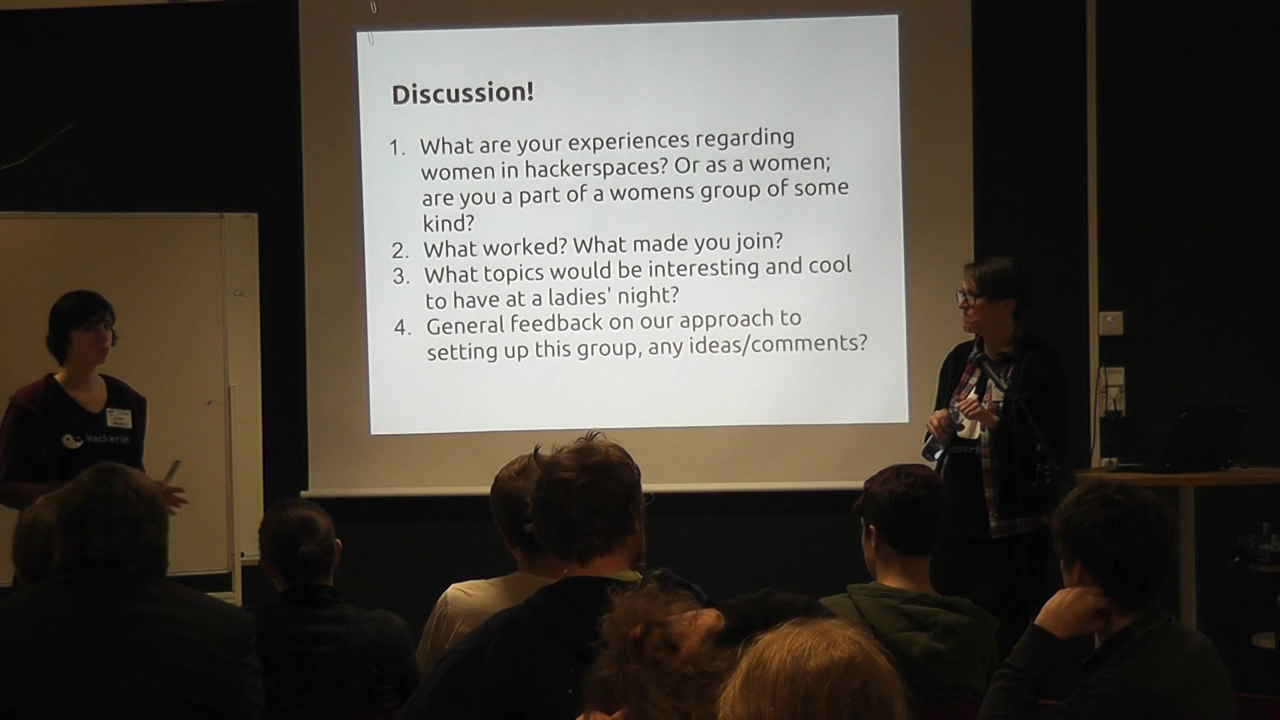 Discussion!
1. What are your experiences regarding
women in hackerspaces? Or as a women;
are you a part of a womens group of some
kind?
2. What worked? What made you join?
3. What topics would be interesting and cool
to have at a ladies' night?
4. General feedback on our approach to
setting up this group, any ideas/comments?